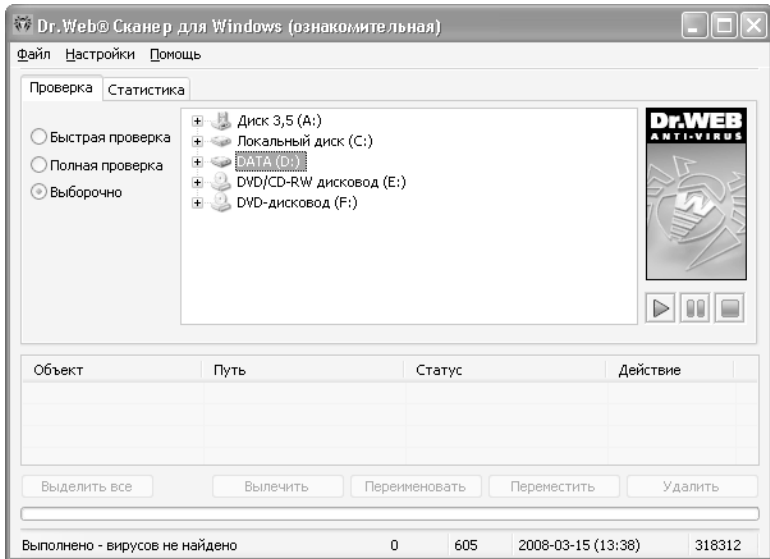 Dr.Web® Сканер для Windows (ознакомительная)
Файл Настройки Помощь
Проверка Статистика
Быстрая проверка
Полная проверка
Выборочно
Диск 3,5 (A:)
Локальный диск (C:)
DATA (D:)
DVD/CD-RW дисковод (E:)
DVD-дисковод (F:)
Dr.WEB
ANTI-VIRUS
Объект Путь Статус Действие
Выделить все Вылечить Переименовать Переместить Удалить
Выполнено - вирусов не найдено 0 605 2008-03-15 (13:38) 318312